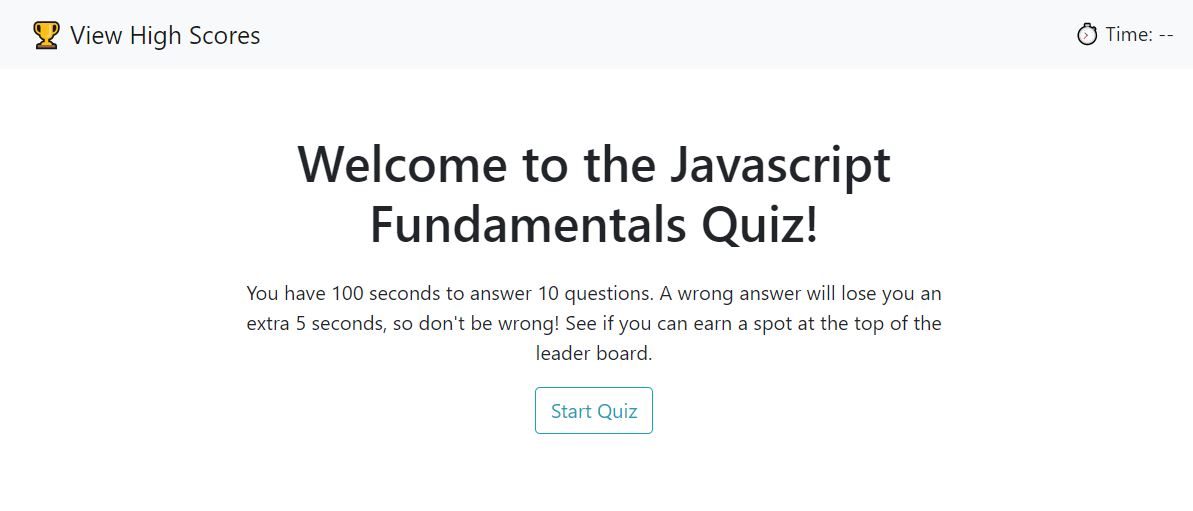 View High Scores
Time: --
Welcome to the Javascript
Fundamentals Quiz!
You have 100 seconds to answer 10 questions. A wrong answer will lose you an
extra 5 seconds, so don't be wrong! See if you can earn a spot at the top of the
leader board.
Start Quiz